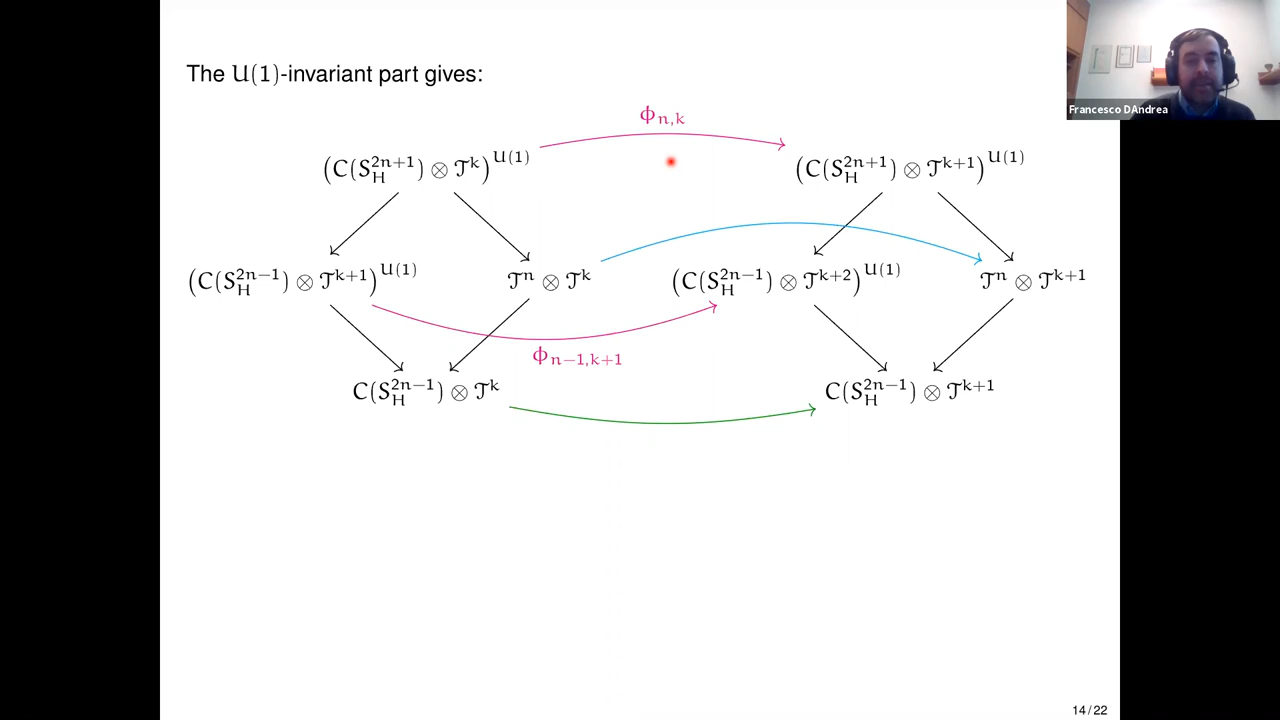 The U(1)-invariant part gives:
ϕn,k
(C(S_H^{2n+1}) ⊗ 𝒯^k)^{U(1)} (C(S_H^{2n+1}) ⊗ 𝒯^{k+1})^{U(1)}
(C(S_H^{2n−1}) ⊗ 𝒯^{k+1})^{U(1)} 𝒯^n ⊗ 𝒯^k (C(S_H^{2n−1}) ⊗ 𝒯^{k+2})^{U(1)} 𝒯^n ⊗ 𝒯^{k+1}
ϕn−1,k+1
C(S_H^{2n−1}) ⊗ 𝒯^k C(S_H^{2n−1}) ⊗ 𝒯^{k+1}
14/22
Francesco DAndrea